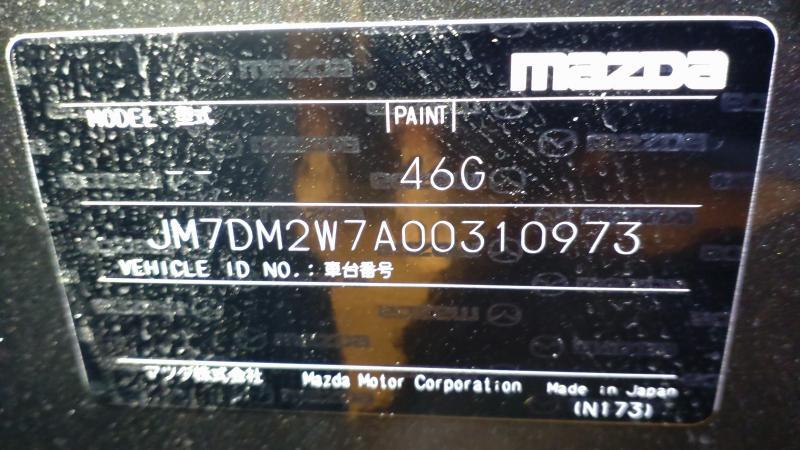 mazda
MODEL : 型式 PAINT
-- 46G
JM7DM2W7A00310973
VEHICLE ID NO.: 車台番号
マツダ株式会社 Mazda Motor Corporation Made in Japan
(N173)